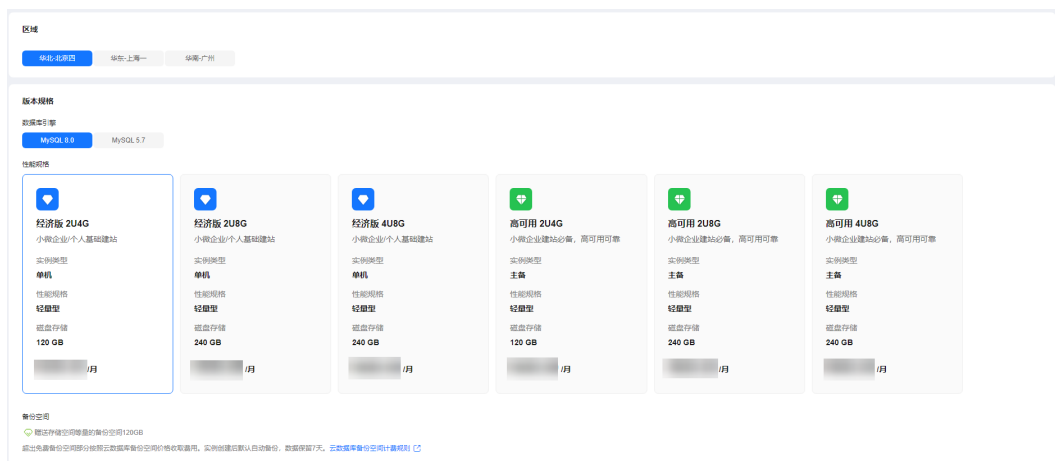 区域
华北-北京四 华东-上海一 华南-广州
版本规格
数据库引擎
MySQL 8.0 MySQL 5.7
性能规格
经济版 2U4G 经济版 2U8G 经济版 4U8G 高可用 2U4G 高可用 2U8G 高可用 4U8G
小微企业/个人基础建站 小微企业/个人基础建站 小微企业/个人基础建站 小微企业建站必备，高可用可靠 小微企业建站必备，高可用可靠 小微企业建站必备，高可用可靠
实例类型 实例类型 实例类型 实例类型 实例类型 实例类型
单机 单机 单机 主备 主备 主备
性能规格 性能规格 性能规格 性能规格 性能规格 性能规格
轻量型 轻量型 轻量型 轻量型 轻量型 轻量型
磁盘存储 磁盘存储 磁盘存储 磁盘存储 磁盘存储 磁盘存储
120 GB 240 GB 240 GB 120 GB 240 GB 240 GB
/月 /月 /月 /月 /月 /月
备份空间
赠送存储空间等量的备份空间120GB
超出免费备份空间部分按照云数据库备份空间价格收取费用。实例创建后默认自动备份，数据保留7天。云数据库备份空间计费规则